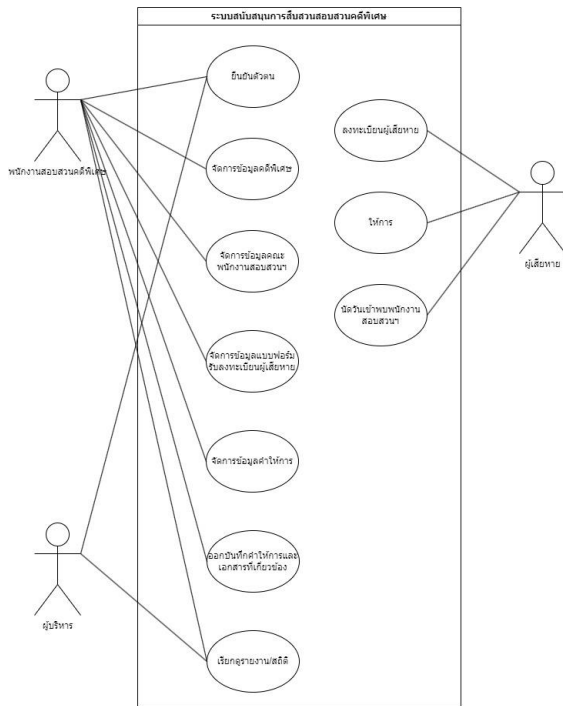 ระบบสนับสนุนการสืบสวนสอบสวนคดีพิเศษ
ยืนยันตัวตน
ลงทะเบียนผู้เสียหาย
พนักงานสอบสวนคดีพิเศษ
จัดการข้อมูลคดีพิเศษ
ให้การ
ผู้เสียหาย
จัดการข้อมูลคณะ
พนักงานสอบสวนฯ
นัดวันเข้าพบพนักงาน
สอบสวนฯ
จัดการข้อมูลแบบฟอร์ม
รับลงทะเบียนผู้เสียหาย
จัดการข้อมูลคำให้การ
ออกบันทึกคำให้การและ
เอกสารที่เกี่ยวข้อง
ผู้บริหาร
เรียกดูรายงาน/สถิติ